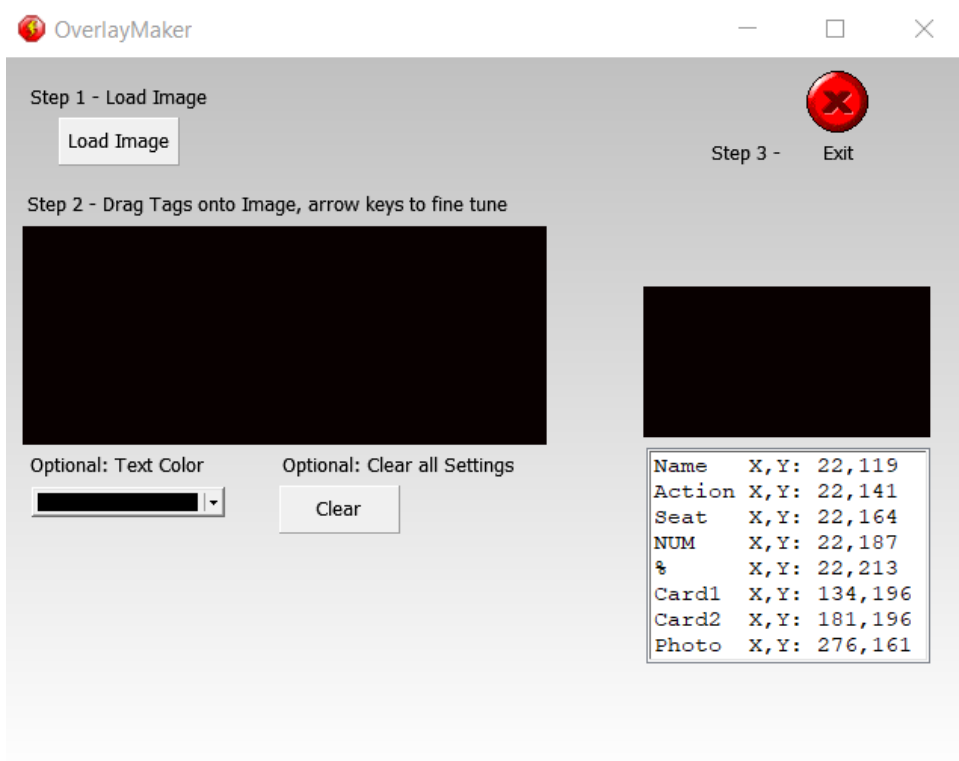 OverlayMaker
Step 1 - Load Image
Load Image
Step 3 - Exit
Step 2 - Drag Tags onto Image, arrow keys to fine tune
Optional: Text Color
Optional: Clear all Settings
Clear
Name X,Y: 22,119
Action X,Y: 22,141
Seat X,Y: 22,164
NUM X,Y: 22,187
% X,Y: 22,213
Card1 X,Y: 134,196
Card2 X,Y: 181,196
Photo X,Y: 276,161